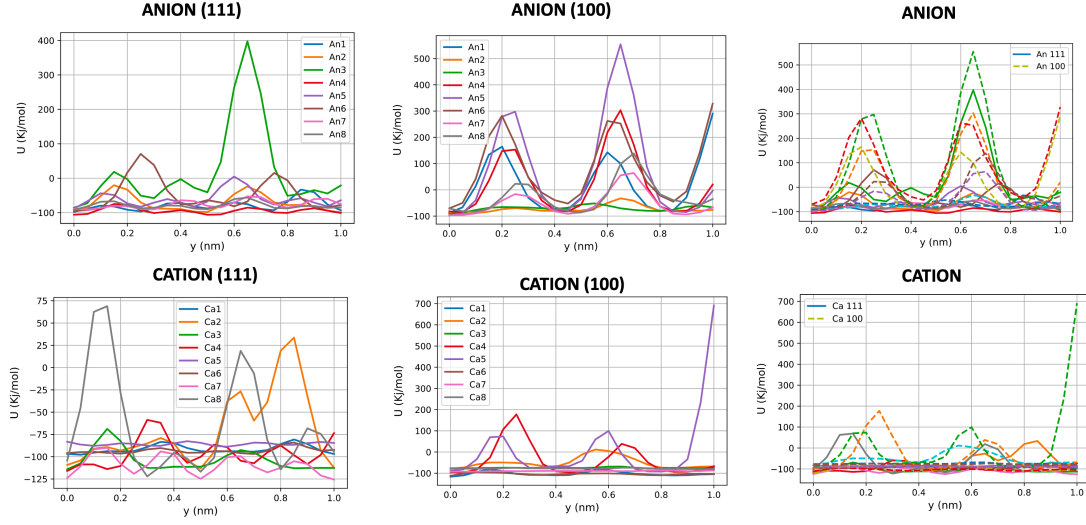 ANION (111)
400
300
200
100
0
−100
U (Kj/mol)
0.0 0.2 0.4 0.6 0.8 1.0
y (nm)
An1
An2
An3
An4
An5
An6
An7
An8
ANION (100)
500
400
300
200
100
0
−100
U (Kj/mol)
0.0 0.2 0.4 0.6 0.8 1.0
y (nm)
An1
An2
An3
An4
An5
An6
An7
An8
ANION
500
400
300
200
100
0
−100
U (Kj/mol)
0.0 0.2 0.4 0.6 0.8 1.0
y (nm)
An 111
An 100
CATION (111)
75
50
25
0
−25
−50
−75
−100
−125
U (Kj/mol)
0.0 0.2 0.4 0.6 0.8 1.0
y (nm)
Ca1
Ca2
Ca3
Ca4
Ca5
Ca6
Ca7
Ca8
CATION (100)
700
600
500
400
300
200
100
0
−100
U (Kj/mol)
0.0 0.2 0.4 0.6 0.8 1.0
y (nm)
Ca1
Ca2
Ca3
Ca4
Ca5
Ca6
Ca7
Ca8
CATION
700
600
500
400
300
200
100
0
−100
U (Kj/mol)
0.0 0.2 0.4 0.6 0.8 1.0
y (nm)
Ca 111
Ca 100